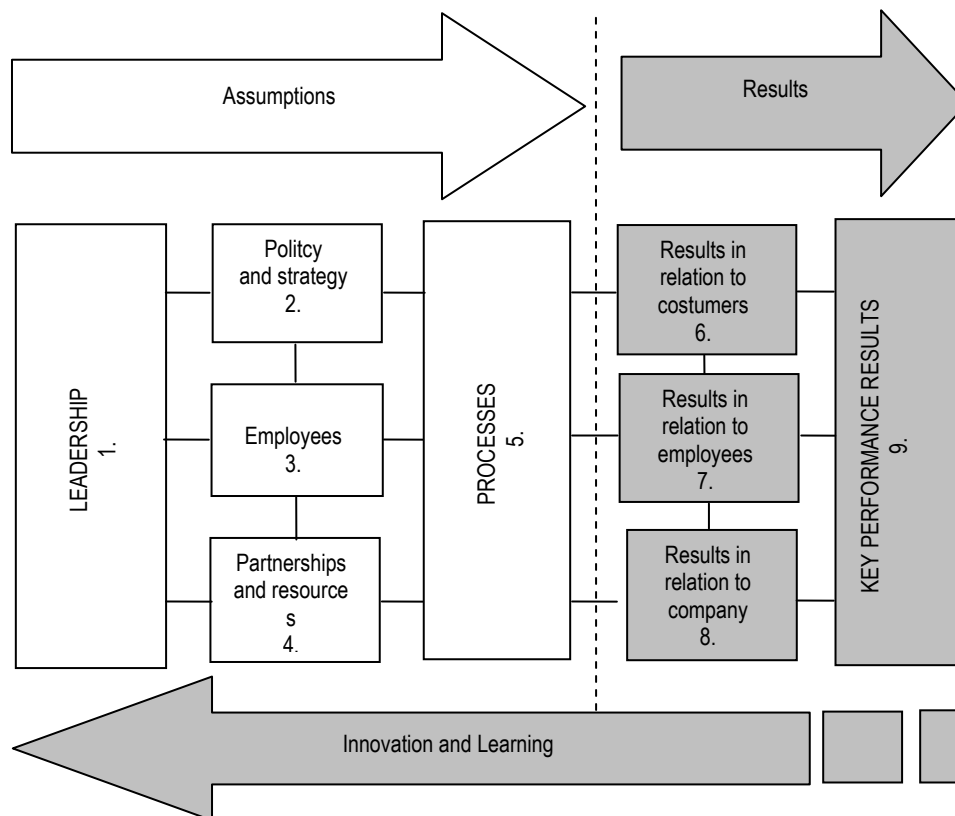 Assumptions
Results
LEADERSHIP
1.
Politcy
and strategy
2.
Employees
3.
Partnerships
and resource
s
4.
PROCESSES
5.
Results in
relation to
costumers
6.
Results in
relation to
employees
7.
Results in
relation to
company
8.
KEY PERFORMANCE RESULTS
9.
Innovation and Learning